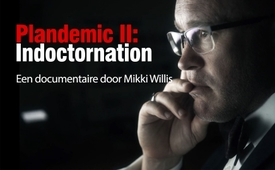 Plandemic II:
Indoctornation
Een documentaire door Mikki Willis